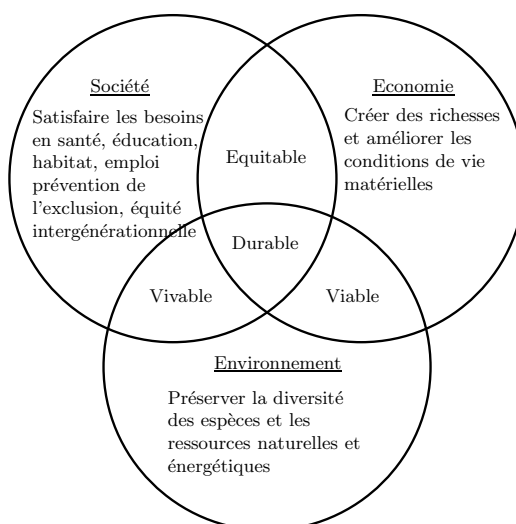 Société
Satisfaire les besoins
en santé, éducation,
habitat, emploi
prévention de
l'exclusion, équité
intergénérationnelle
Economie
Créer des richesses
et améliorer les
conditions de vie
matérielles
Equitable
Durable
Vivable
Viable
Environnement
Préserver la diversité
des espèces et les
ressources naturelles et
énergétiques